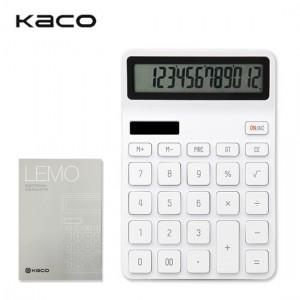 KACO
123456789012
ON/AC
M+ M- MRC GT CE
7 8 9 % √
4 5 6 × ÷
1 2 3 + −
0 00 · =
LEMO
KACO